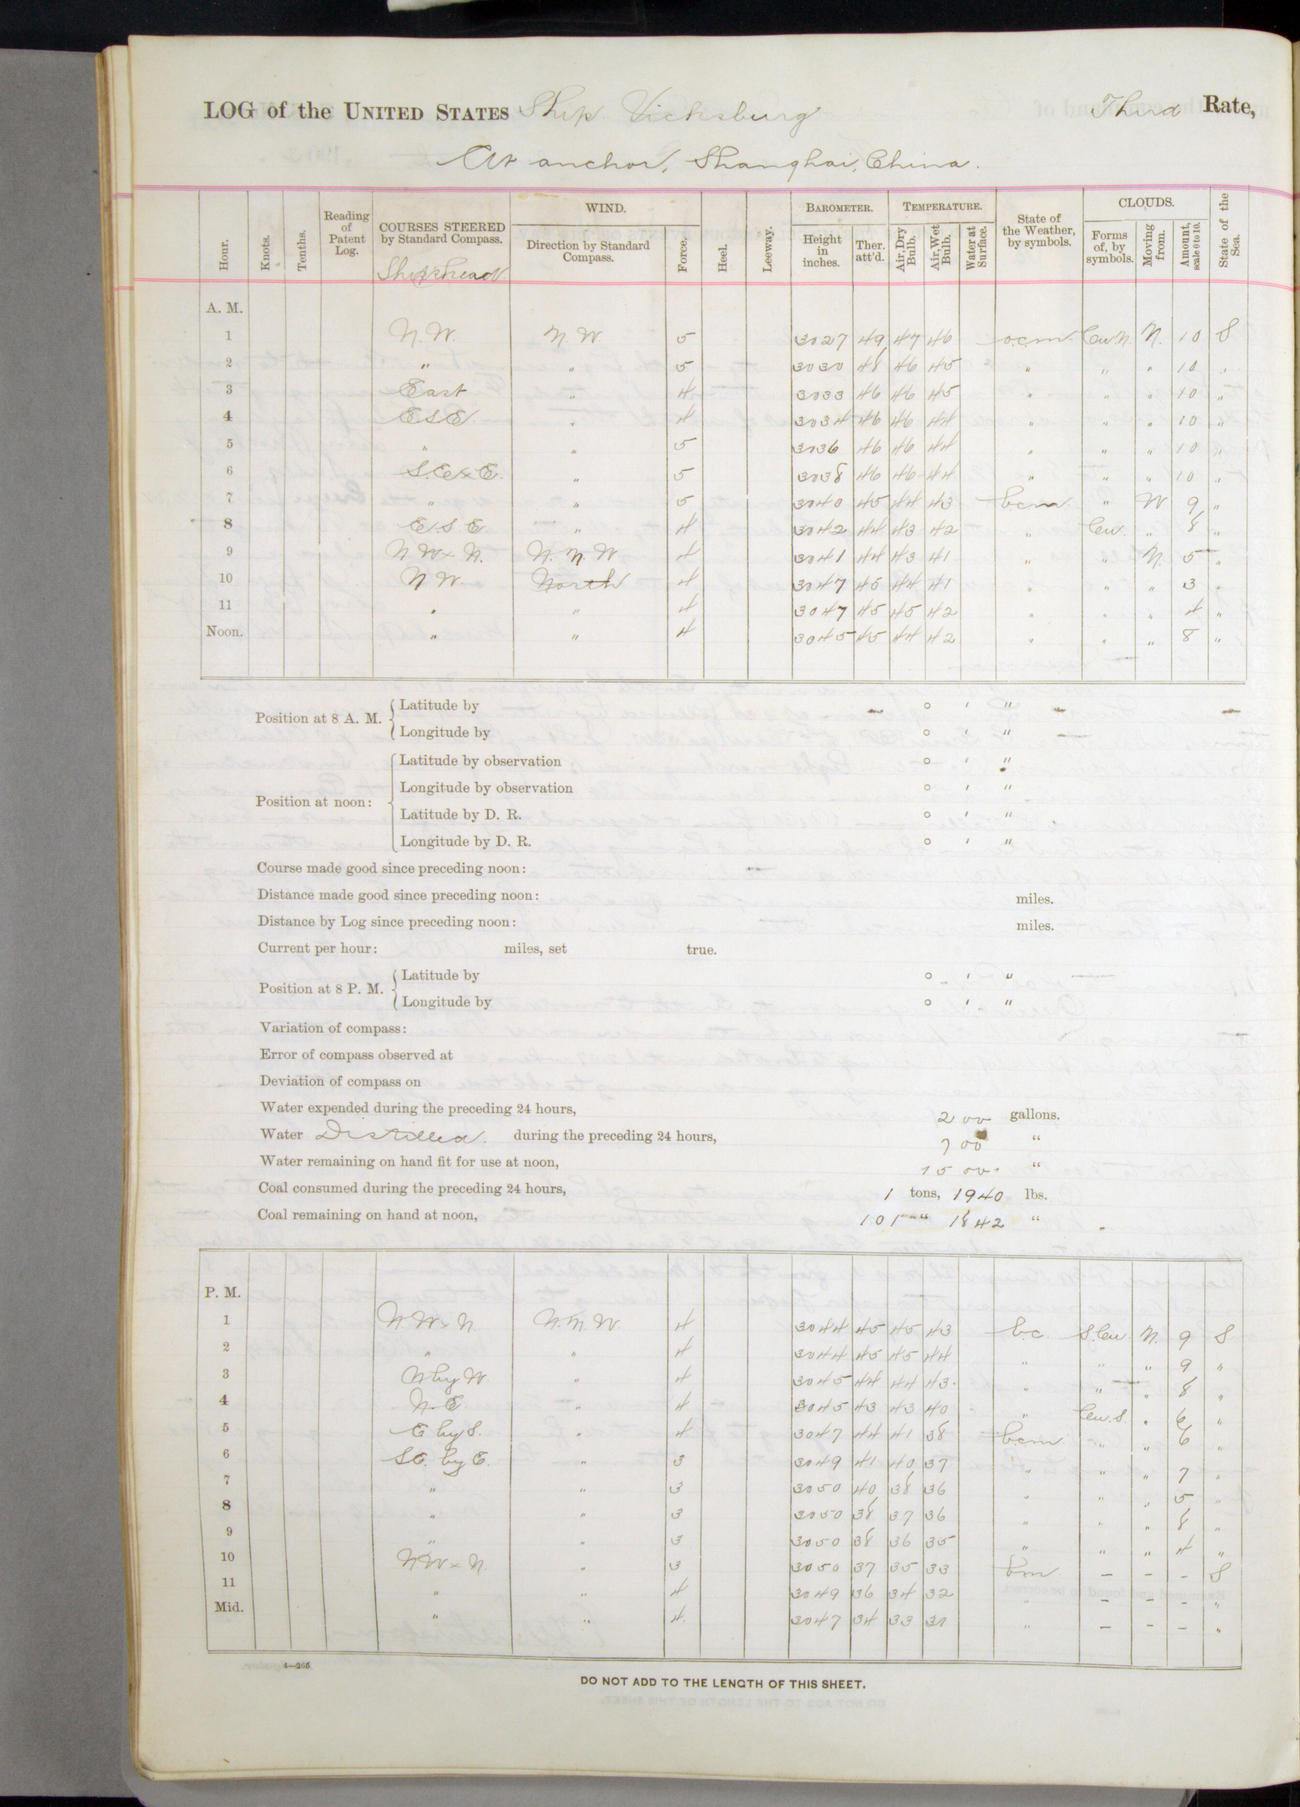 LOG of the UNITED STATES Ship Vicksburg Third Rate,
At anchor, Shanghai, China.
Hour. Knots. Tenths. Reading of Patent Log. COURSES STEERED by Standard Compass. WIND. Direction by Standard Compass. Force. Heel. Leeway. BAROMETER. Height in inches. Ther. att'd. TEMPERATURE. Air, Dry Bulb. Air, Wet Bulb. Water at Surface. State of the Weather, by symbols. CLOUDS. Forms of, by symbols. Moving from. Amount, scale 0 to 10. State of the Sea.
Ship's head
A. M.
1 N.W. N.W. 5 30 27 49 47 46 o.c.m. Cu.N. N. 10 S
2 " " 5 30 30 48 46 45 " " " 10 "
3 East " 4 30 33 46 46 45 " " " 10 "
4 E.S.E. " 4 30 34 46 46 44 " " " 10 "
5 " " 5 30 36 46 46 44 " " " 10 "
6 S.E.xE. " 5 30 38 46 46 44 " " " 10 "
7 " " 5 30 40 45 44 43 b.c.m. " W 9 "
8 E.S.E. " 4 30 42 44 43 42 " Cu. " 8 "
9 N.W.x N. N.N.W. 4 30 41 44 43 41 " " N. 5 "
10 N.W. North 4 30 47 45 44 41 " " " 3 "
11 " " 4 30 47 45 45 42 " " " 4 "
Noon. " " 4 30 45 45 44 42 " " " 8 "
Position at 8 A. M. { Latitude by ° ' "
Longitude by ° ' "
Position at noon: Latitude by observation ° ' "
Longitude by observation ° ' "
Latitude by D. R. ° ' "
Longitude by D. R. ° ' "
Course made good since preceding noon:
Distance made good since preceding noon: miles.
Distance by Log since preceding noon: miles.
Current per hour: miles, set true.
Position at 8 P. M. { Latitude by ° ' "
Longitude by ° ' "
Variation of compass:
Error of compass observed at
Deviation of compass on
Water expended during the preceding 24 hours, 200 gallons.
Water Distilled during the preceding 24 hours, 700 "
Water remaining on hand fit for use at noon, 1500 "
Coal consumed during the preceding 24 hours, 1 tons, 1940 lbs.
Coal remaining on hand at noon, 101 " 1842 "
P. M.
1 N.W.x N. N.N.W. 4 30 44 45 45 43 b.c. S.Cu. N. 9 S
2 " " 4 30 44 45 45 44 " " " 9 "
3 N by W " 4 30 45 44 44 43 " " " 8 "
4 N.E. " 4 30 45 43 43 40 " Cu.S. " 6 "
5 E by S. " 4 30 47 44 41 38 b.c.m. " " 6 "
6 SE. by E. " 3 30 49 41 40 37 " " " 7 "
7 " " 3 30 50 40 38 36 " " " 5 "
8 " " 3 30 50 38 37 36 " " " 8 "
9 " " 3 30 50 38 36 35 " " " 4 "
10 N.W.x N. " 3 30 50 37 35 33 b.m. – – – S
11 " " 4 30 49 36 34 32 " – – – "
Mid. " " 4 30 47 34 33 31 " – – – "
DO NOT ADD TO THE LENGTH OF THIS SHEET.